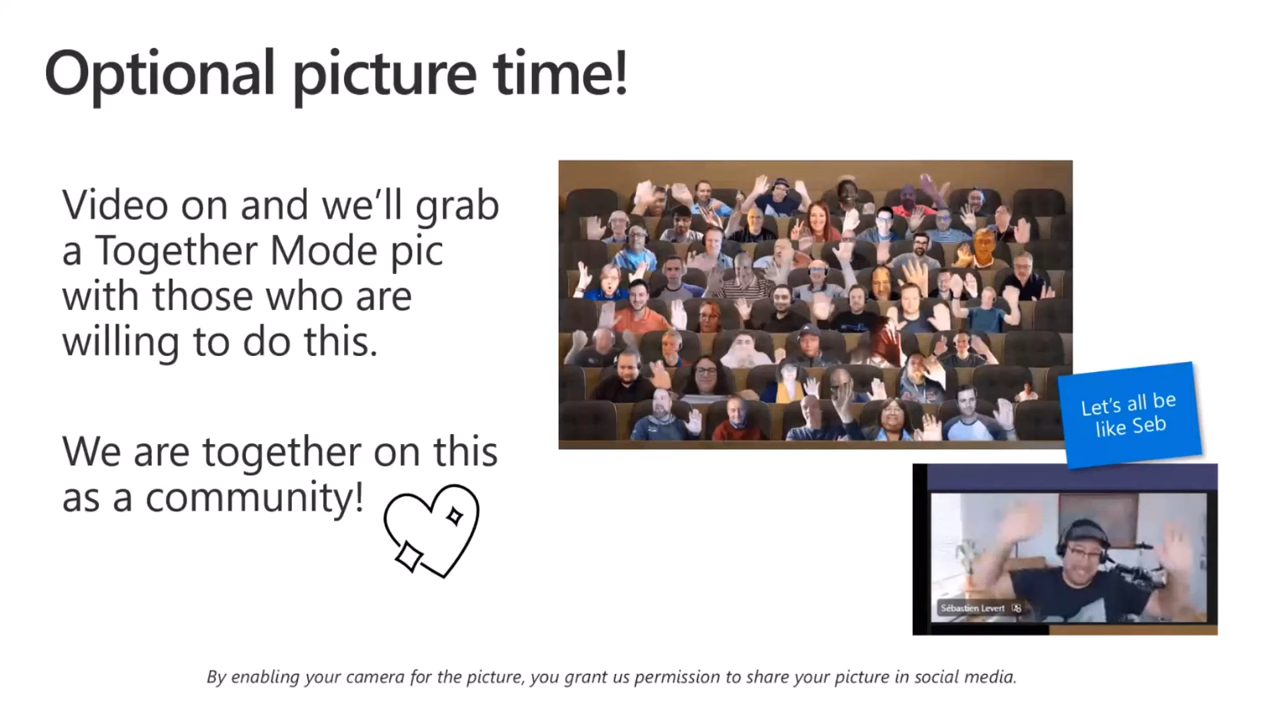 Optional picture time!
Video on and we'll grab
a Together Mode pic
with those who are
willing to do this.
We are together on this
as a community!
Let's all be
like Seb
Sébastien Levert
By enabling your camera for the picture, you grant us permission to share your picture in social media.